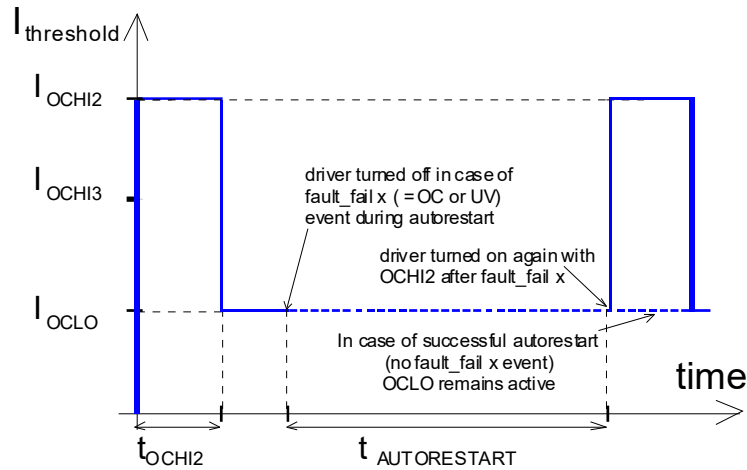 I threshold
I OCHI2
I OCHI3
driver turned off in case of
fault_fail x ( = OC or UV)
event during autorestart
driver turned on again with
OCHI2 after fault_fail x
I OCLO
In case of successful autorestart
(no fault_fail x event)
OCLO remains active
time
t OCHI2
t AUTORESTART